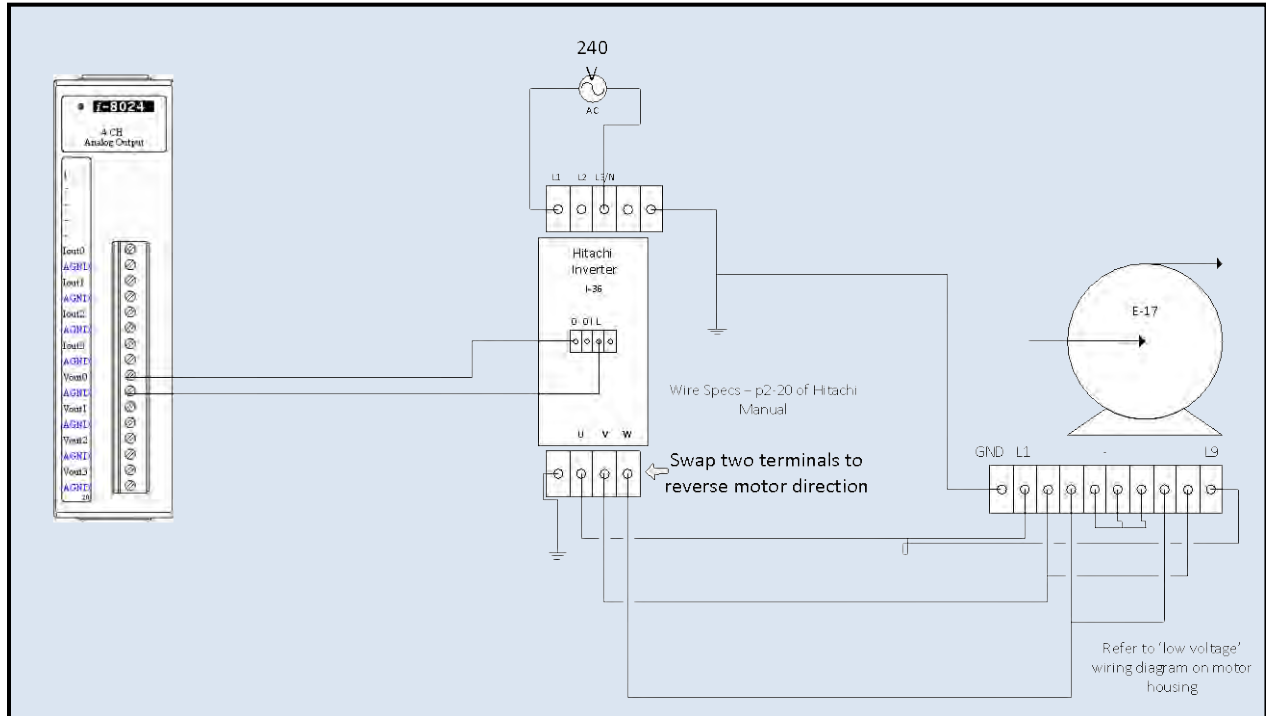 240
V
AC
i-8024
4 CH
Analog Output
Iout0
AGND
Iout1
AGND
Iout2
AGND
Iout3
AGND
Vout0
AGND
Vout1
AGND
Vout2
AGND
Vout3
AGND
20
L1 L2 L3/N
Hitachi
Inverter
I-36
O OI L
U V W
Wire Specs – p2-20 of Hitachi
Manual
Swap two terminals to
reverse motor direction
E-17
GND L1 - L9
Refer to 'low voltage'
wiring diagram on motor
housing